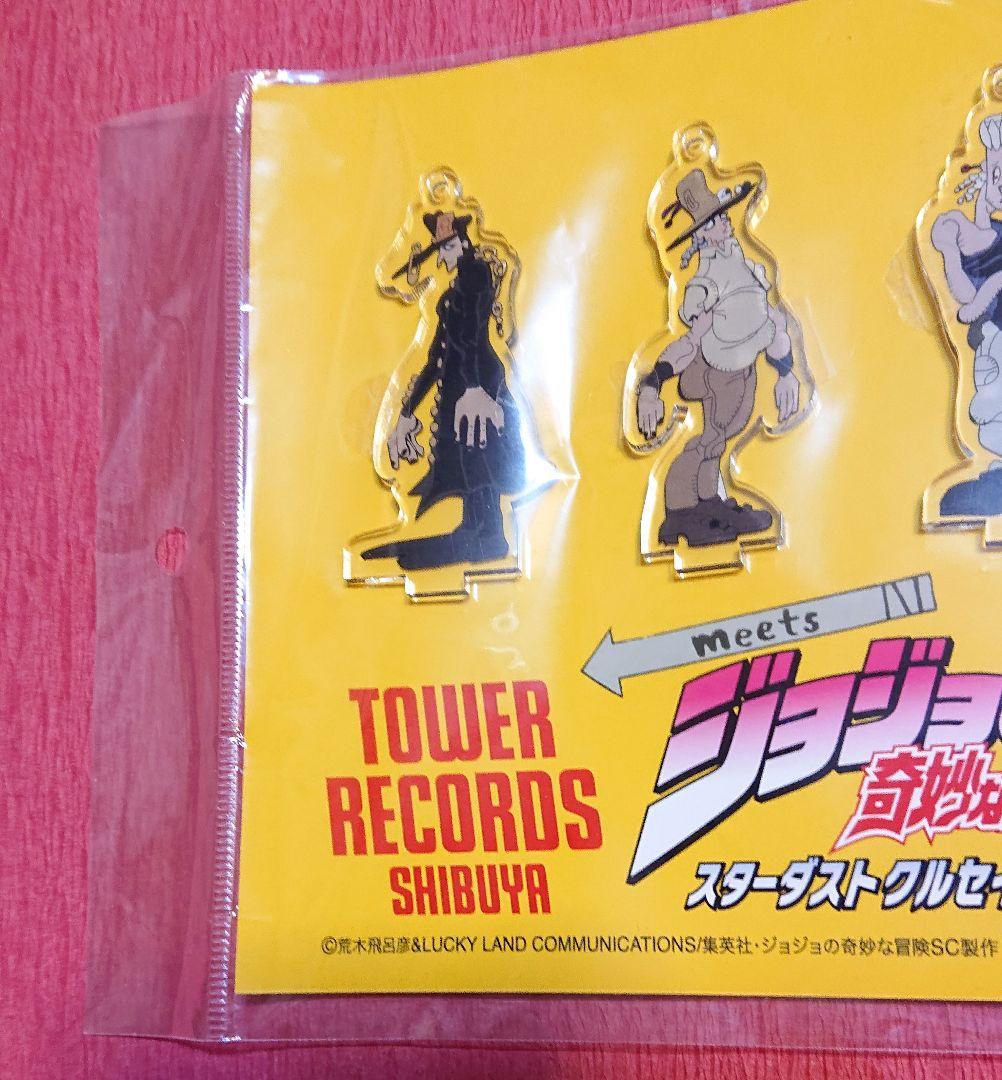 meets
TOWER
RECORDS
SHIBUYA
ジョジョ
奇妙な
スターダストクルセイ
©荒木飛呂彦&LUCKY LAND COMMUNICATIONS/集英社・ジョジョの奇妙な冒険SC製作